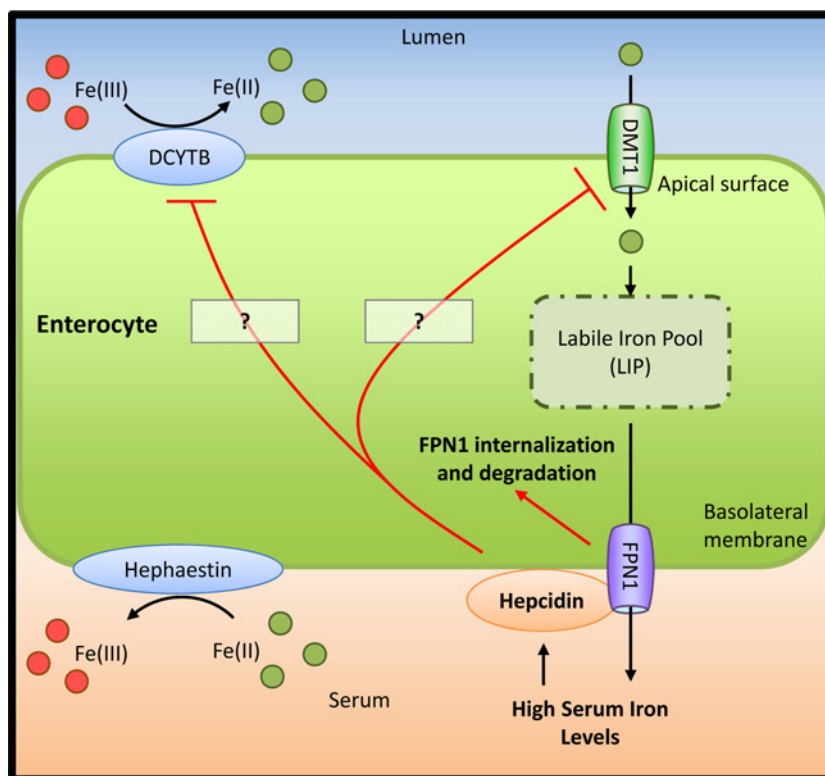 Lumen
Fe(III)
Fe(II)
DCYTB
DMT1
Apical surface
Enterocyte
?
?
Labile Iron Pool
(LIP)
FPN1 internalization
and degradation
Basolateral
membrane
Hephaestin
FPN1
Hepcidin
Fe(III)
Fe(II)
Serum
High Serum Iron
Levels